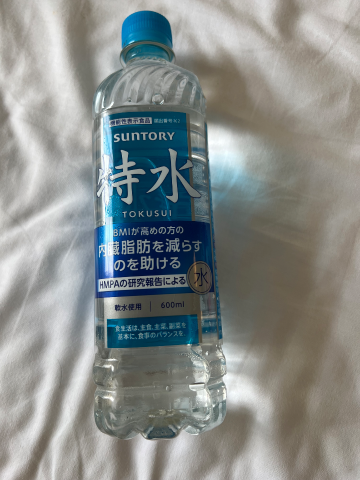 機能性表示食品
SUNTORY
特水
TOKUSUI
BMIが高めの方の
内臓脂肪を減らす
のを助ける
HMPAの研究報告による
水
軟水使用 | 600ml
食生活は、主食、主菜、副菜を
基本に、食事のバランスを。